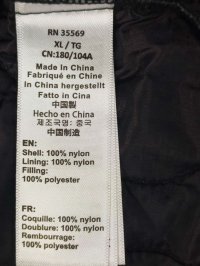 RN 35569
XL / TG
CN:180/104A
Made In China
Fabriqué en Chine
In China hergestellt
Fatto in Cina
中国製
Hecho en China
제조국명: 중국
中国制造
EN:
Shell: 100% nylon
Lining: 100% nylon
Filling:
100% polyester
FR:
Coquille: 100% nylon
Doublure: 100% nylon
Rembourrage:
100% polyester